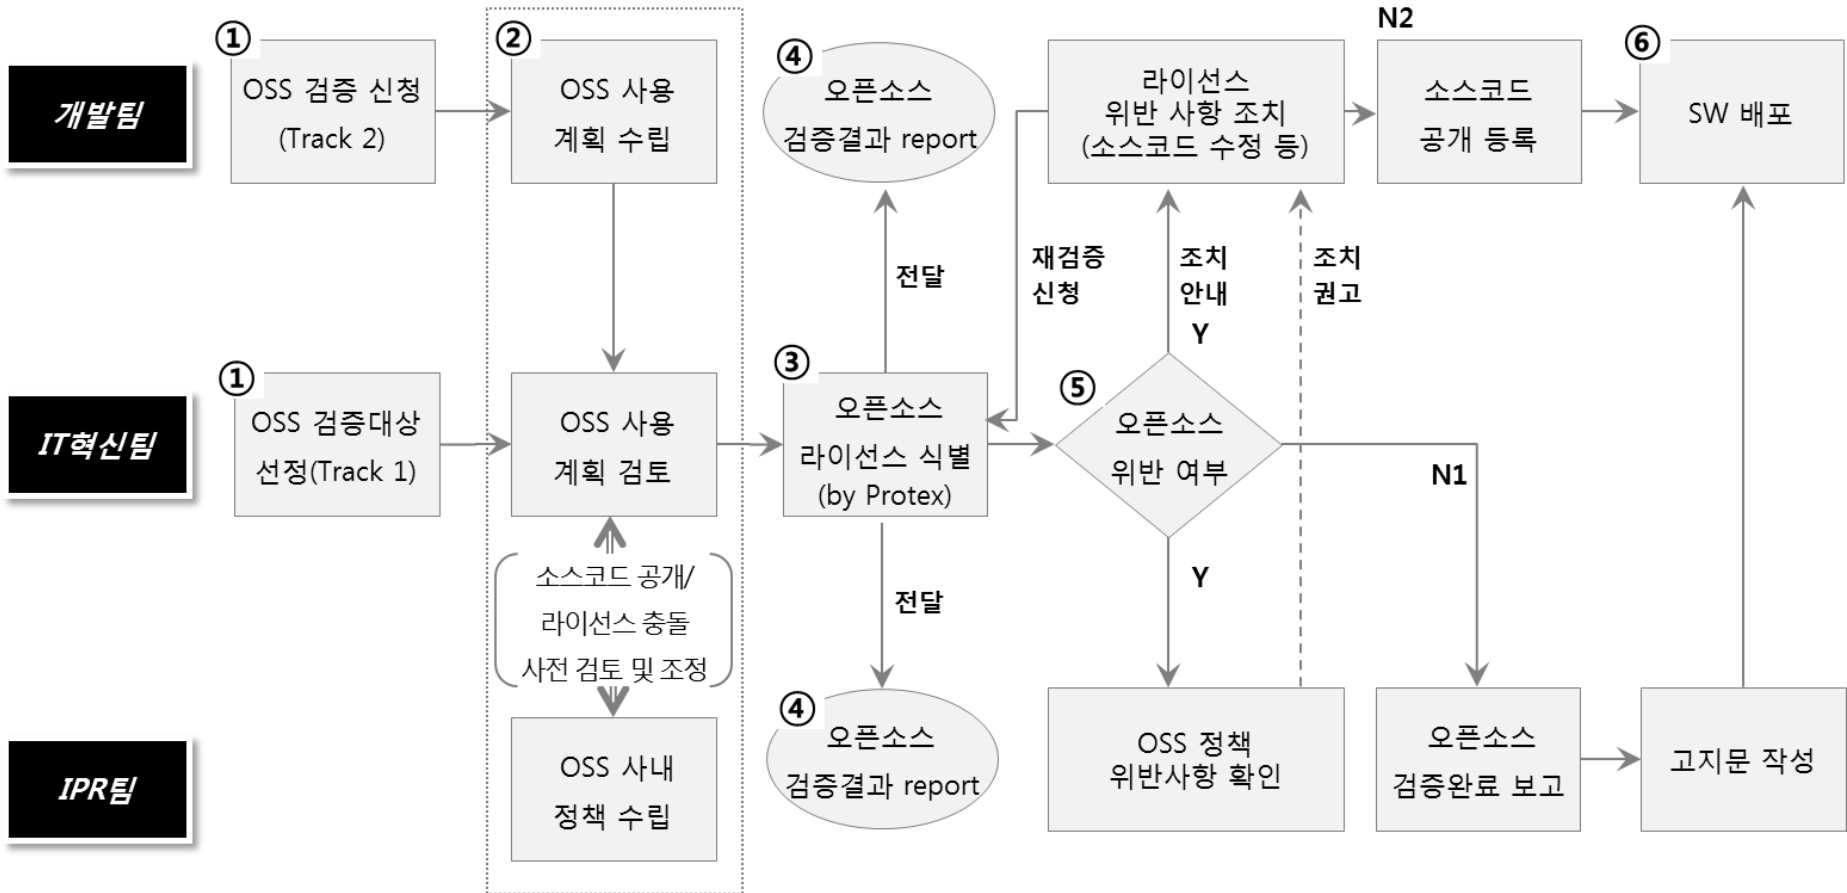 개발팀
①
OSS 검증 신청
(Track 2)
②
OSS 사용
계획 수립
④
오픈소스
검증결과 report
라이선스
위반 사항 조치
(소스코드 수정 등)
N2
소스코드
공개 등록
⑥
SW 배포
전달
재검증
신청
조치
안내
Y
조치
권고
IT혁신팀
①
OSS 검증대상
선정(Track 1)
OSS 사용
계획 검토
③
오픈소스
라이선스 식별
(by Protex)
⑤
오픈소스
위반 여부
N1
소스코드 공개/
라이선스 충돌
사전 검토 및 조정
전달
Y
IPR팀
OSS 사내
정책 수립
④
오픈소스
검증결과 report
OSS 정책
위반사항 확인
오픈소스
검증완료 보고
고지문 작성